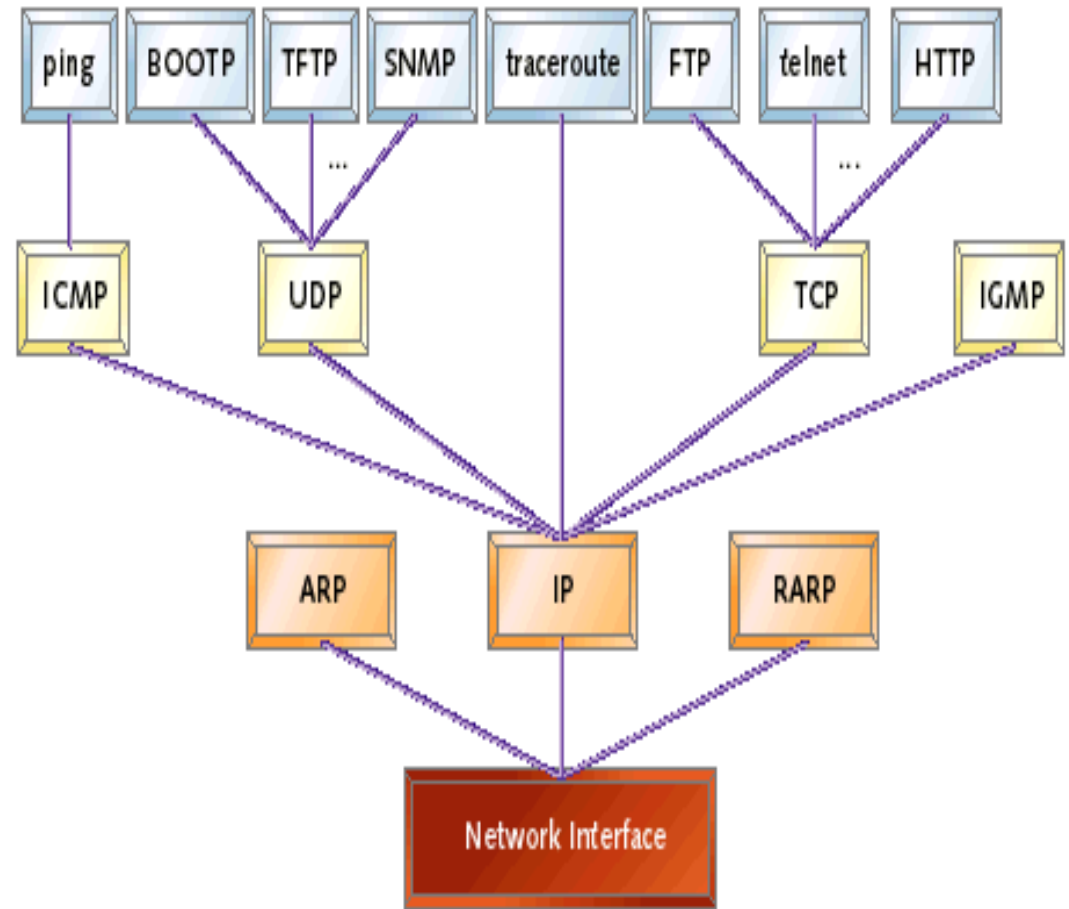 ping BOOTP TFTP SNMP traceroute FTP telnet HTTP
... ...
ICMP UDP TCP IGMP
ARP IP RARP
Network Interface